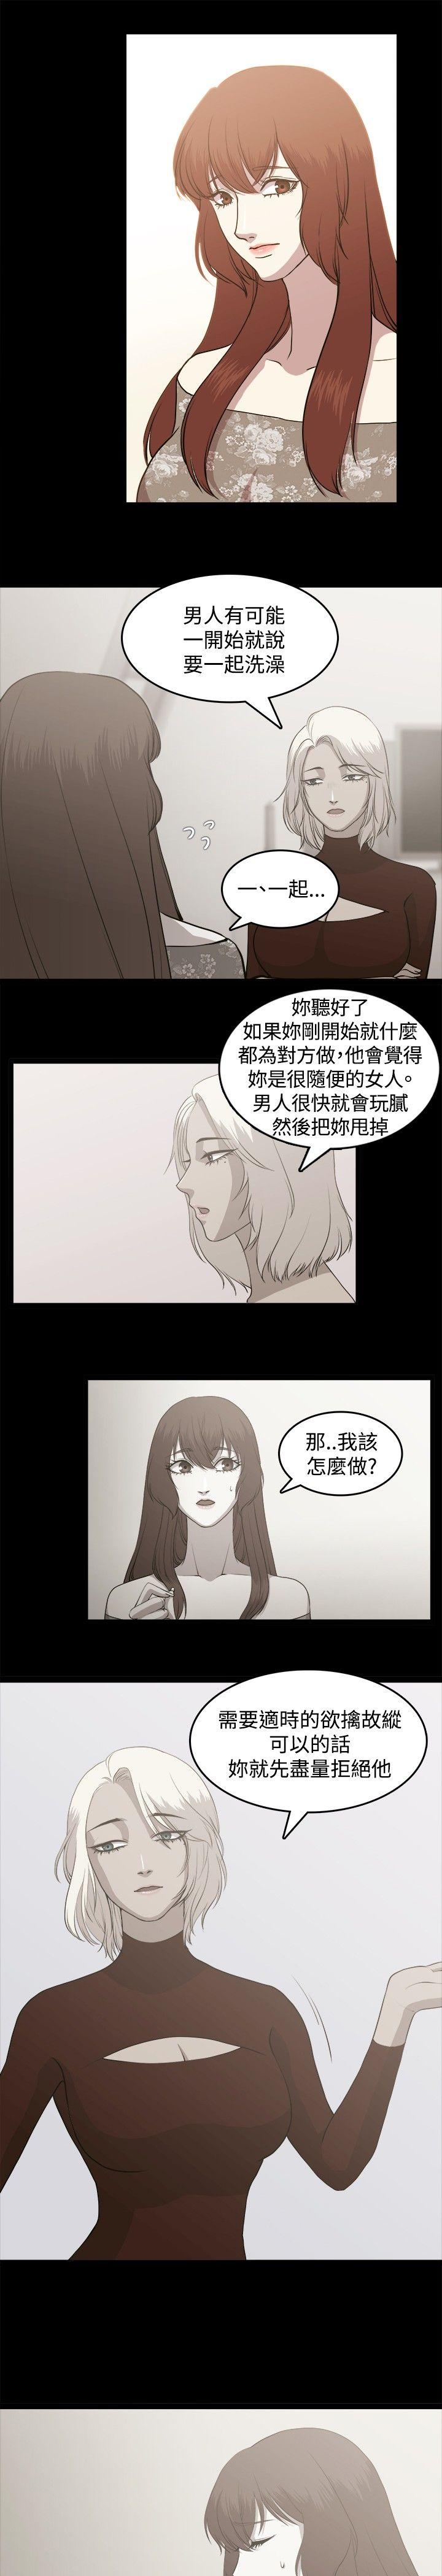 男人有可能
一開始就說
要一起洗澡
一、一起...
妳聽好了
如果妳剛開始就什麼
都為對方做，他會覺得
妳是很隨便的女人。
男人很快就會玩膩
然後把妳甩掉
那..我該
怎麼做?
需要適時的欲擒故縱
可以的話
妳就先盡量拒絕他